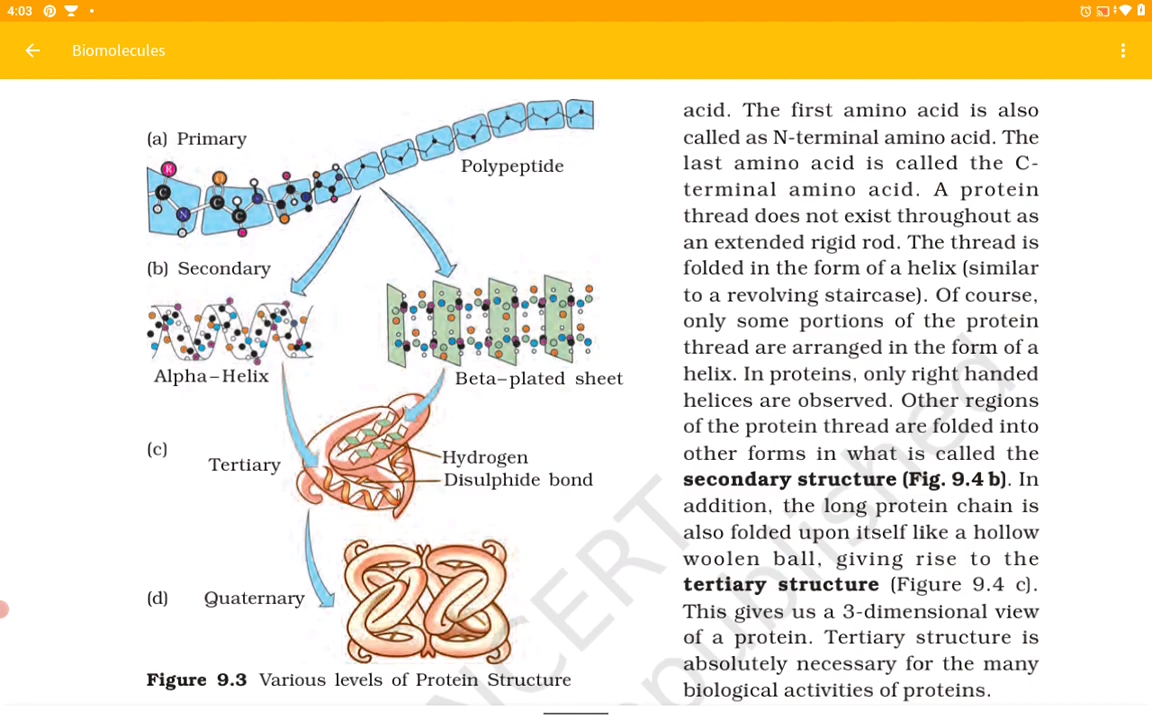 4:03
Biomolecules
(a) Primary
Polypeptide
(b) Secondary
Alpha-Helix
Beta-plated sheet
(c)
Tertiary
Hydrogen
Disulphide bond
(d) Quaternary
Figure 9.3 Various levels of Protein Structure
acid. The first amino acid is also
called as N-terminal amino acid. The
last amino acid is called the C-
terminal amino acid. A protein
thread does not exist throughout as
an extended rigid rod. The thread is
folded in the form of a helix (similar
to a revolving staircase). Of course,
only some portions of the protein
thread are arranged in the form of a
helix. In proteins, only right handed
helices are observed. Other regions
of the protein thread are folded into
other forms in what is called the
secondary structure (Fig. 9.4 b). In
addition, the long protein chain is
also folded upon itself like a hollow
woolen ball, giving rise to the
tertiary structure (Figure 9.4 c).
This gives us a 3-dimensional view
of a protein. Tertiary structure is
absolutely necessary for the many
biological activities of proteins.